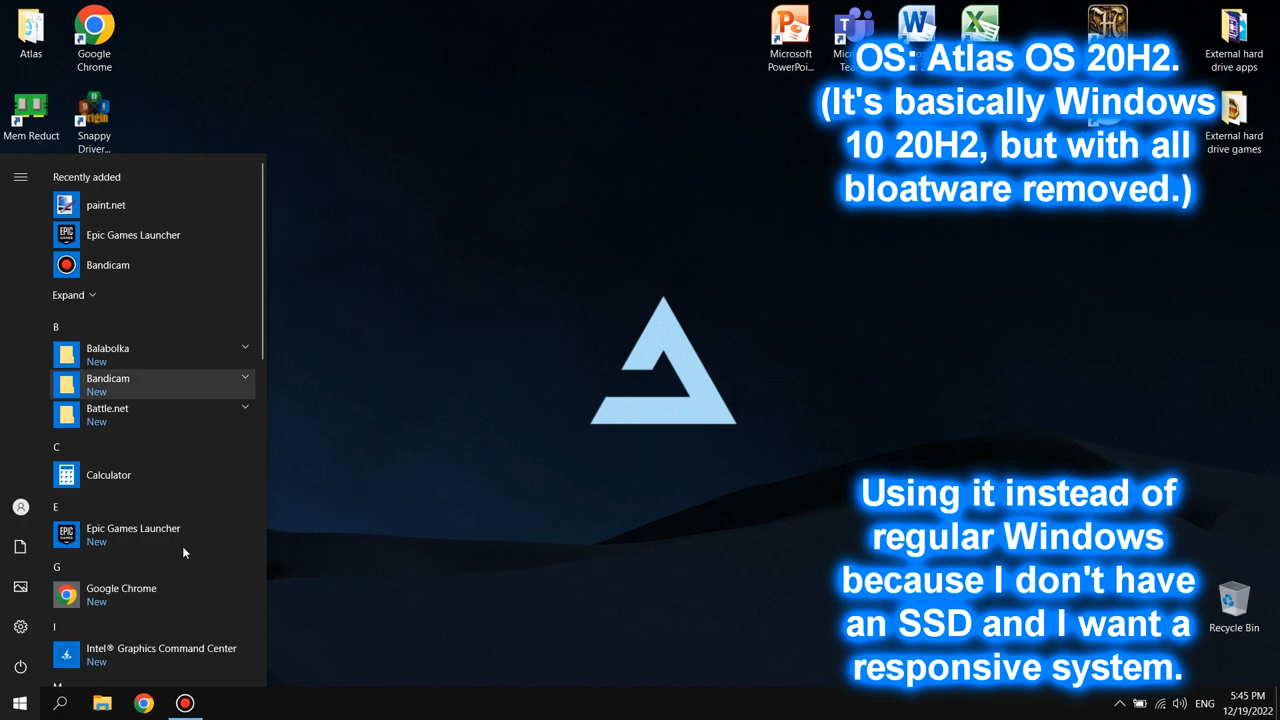 Atlas
Google
Chrome
Mem Reduct
Snappy
Driver...
Microsoft
PowerPoi...
External hard
drive apps
External hard
drive games
OS: Atlas OS 20H2.
(It's basically Windows
10 20H2, but with all
bloatware removed.)
Recently added
paint.net
Epic Games Launcher
Bandicam
Expand
B
Balabolka
New
Bandicam
New
Battle.net
New
C
Calculator
E
Epic Games Launcher
New
G
Google Chrome
New
I
Intel® Graphics Command Center
New
Using it instead of
regular Windows
because I don't have
an SSD and I want a
responsive system.
Recycle Bin
ENG
5:45 PM
12/19/2022